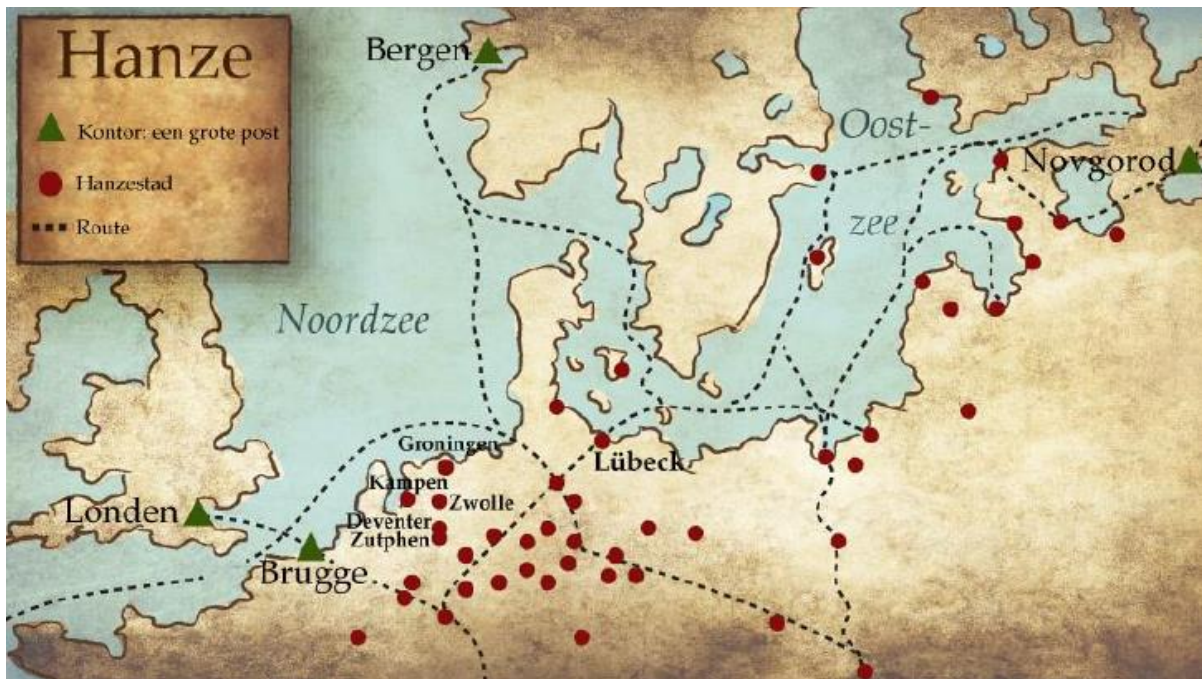 Hanze
Kontor: een grote post
Hanzestad
Route
Bergen
Oost-
zee
Novgorod
Noordzee
Groningen
Kampen
Zwolle
Deventer
Zutphen
Lübeck
Londen
Brugge